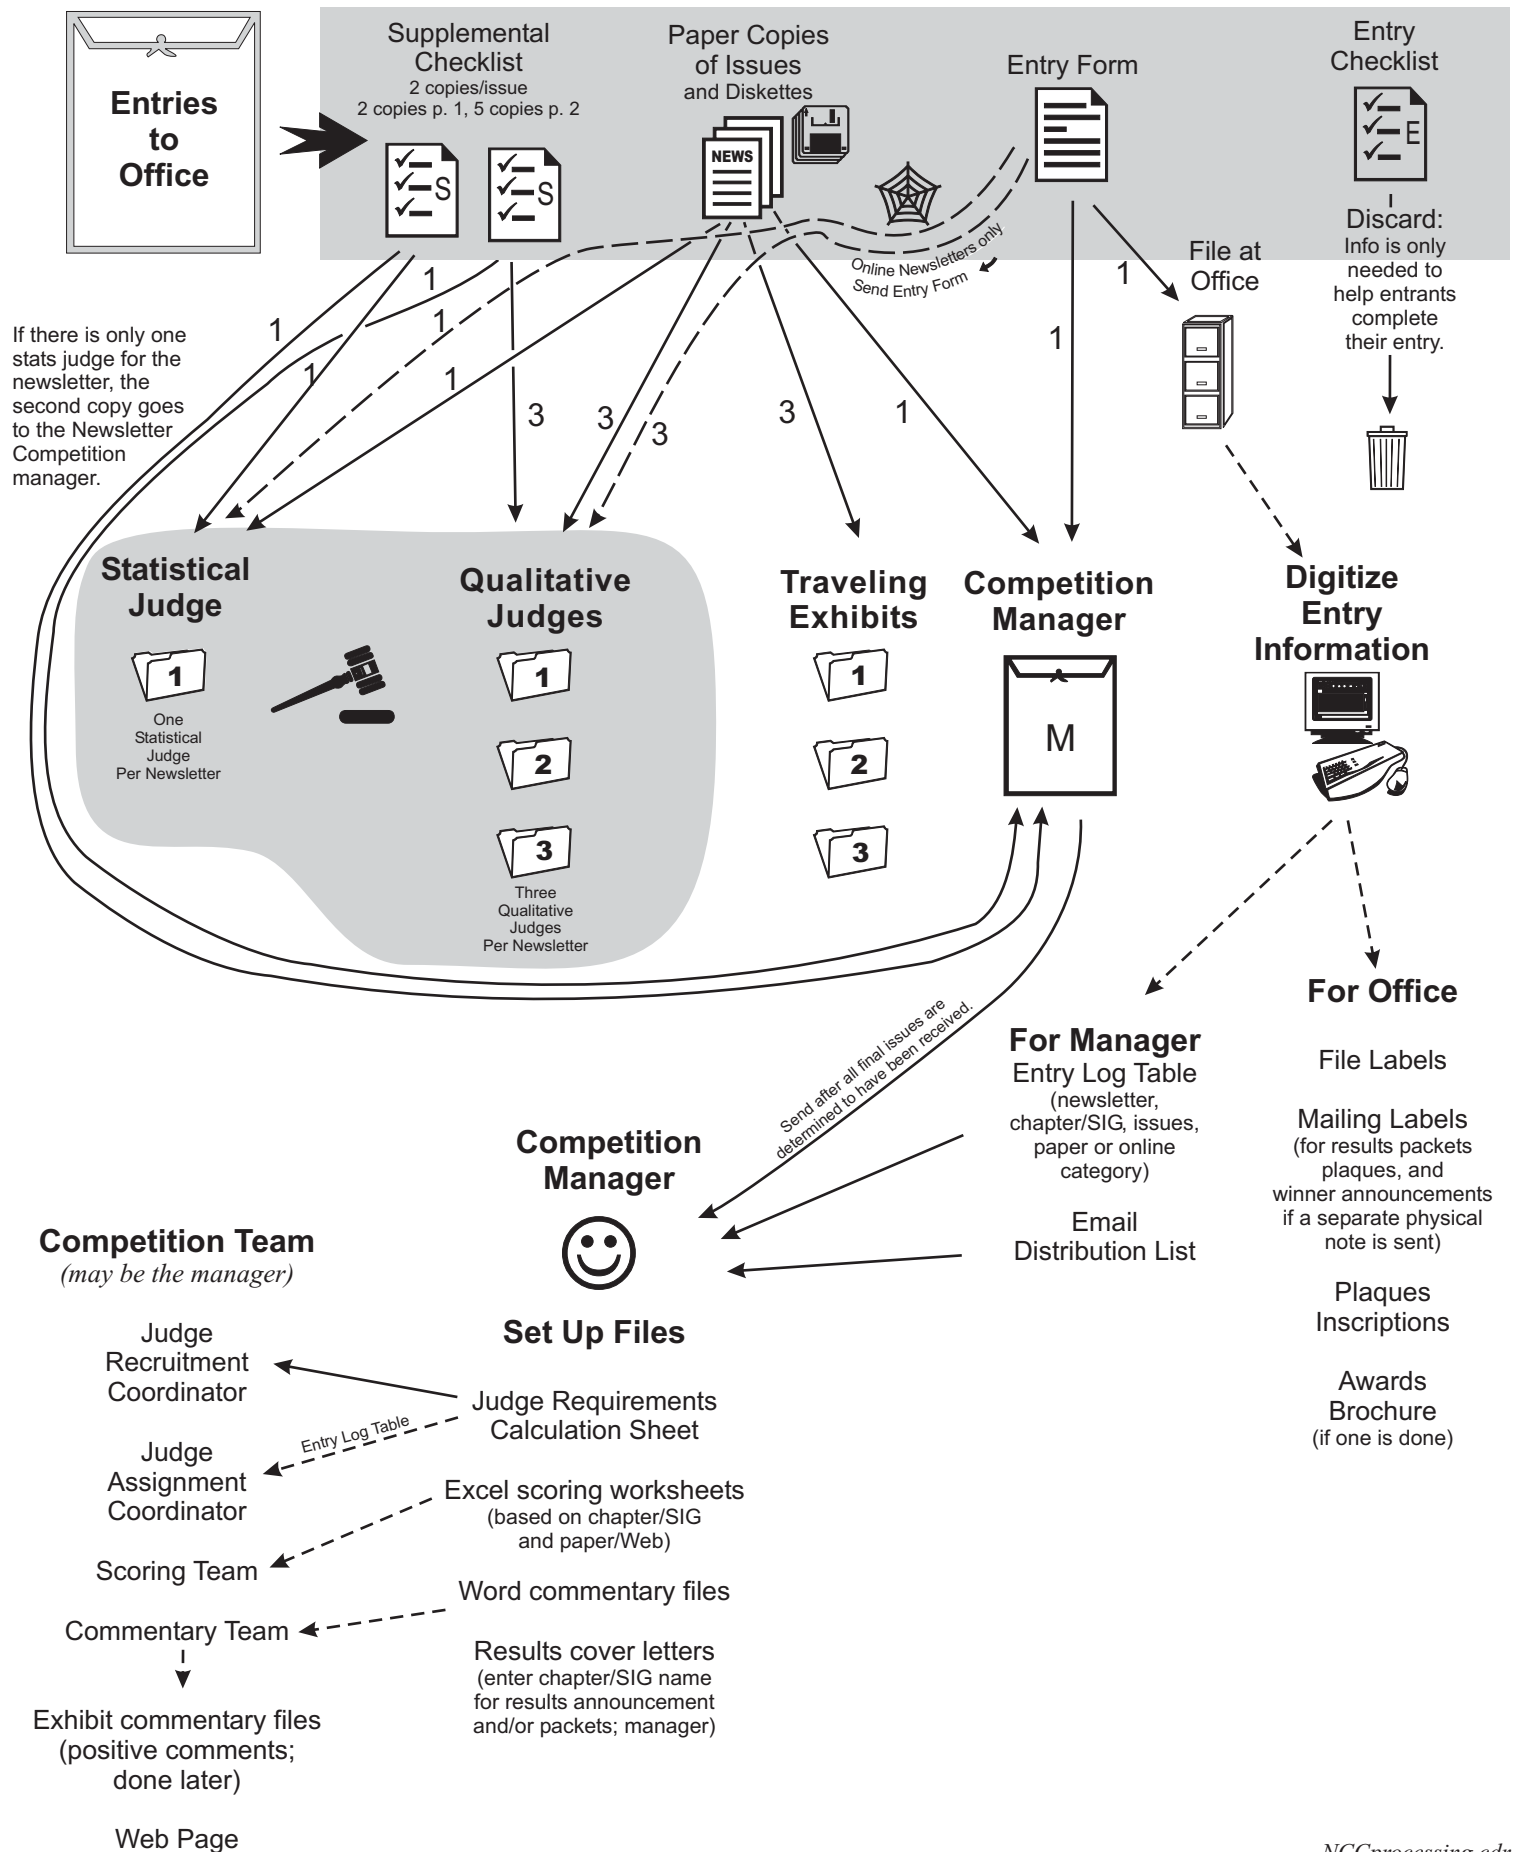 Entries
to
Office
Supplemental
Checklist
2 copies/issue
2 copies p. 1, 5 copies p. 2
S
S
Paper Copies
of Issues
and Diskettes
NEWS
Entry Form
Entry
Checklist
E
Online Newsletters only
Send Entry Form
File at
Office
Discard:
Info is only
needed to
help entrants
complete
their entry.
If there is only one
stats judge for the
newsletter, the
second copy goes
to the Newsletter
Competition
manager.
1
1
1
1
1
3
3
3
3
1
1
1
Statistical
Judge
1
One
Statistical
Judge
Per Newsletter
Qualitative
Judges
1
2
3
Three
Qualitative
Judges
Per Newsletter
Traveling
Exhibits
1
2
3
Competition
Manager
M
Digitize
Entry
Information
Send after all final issues are
determined to have been received.
For Manager
Entry Log Table
(newsletter,
chapter/SIG, issues,
paper or online
category)
Email
Distribution List
For Office
File Labels
Mailing Labels
(for results packets
plaques, and
winner announcements
if a separate physical
note is sent)
Plaques
Inscriptions
Awards
Brochure
(if one is done)
Competition
Manager
Set Up Files
Judge Requirements
Calculation Sheet
Excel scoring worksheets
(based on chapter/SIG
and paper/Web)
Word commentary files
Results cover letters
(enter chapter/SIG name
for results announcement
and/or packets; manager)
Competition Team
(may be the manager)
Judge
Recruitment
Coordinator
Entry Log Table
Judge
Assignment
Coordinator
Scoring Team
Commentary Team
Exhibit commentary files
(positive comments;
done later)
Web Page
NCCprocessing.cdr